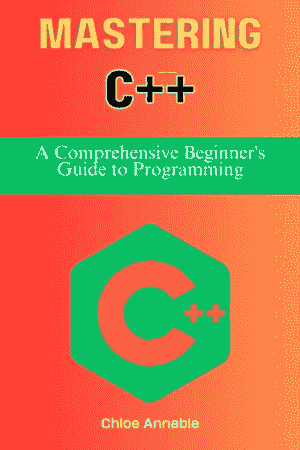 MASTERING
C++
A Comprehensive Beginner's
Guide to Programming
C++
Chloe Annable